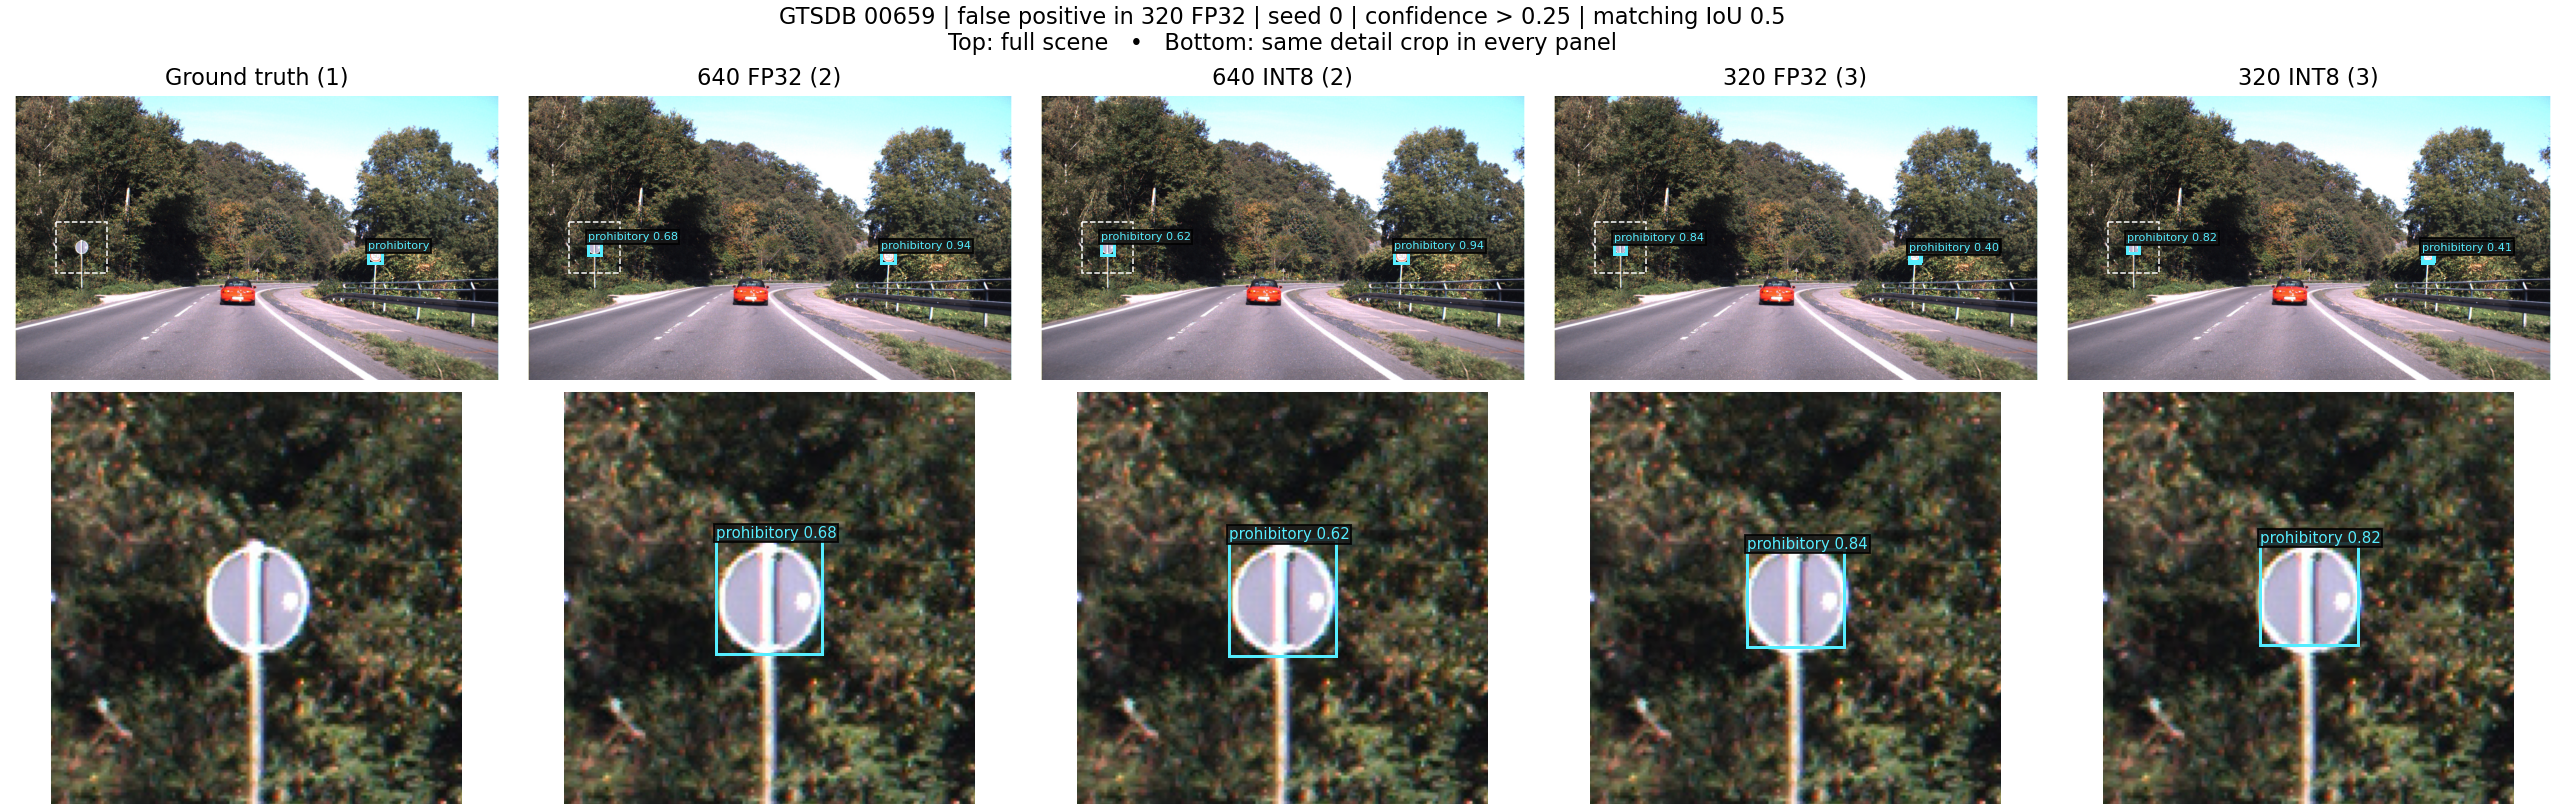 GTSDB 00659 | false positive in 320 FP32 | seed 0 | confidence > 0.25 | matching IoU 0.5
Top: full scene • Bottom: same detail crop in every panel
Ground truth (1)
640 FP32 (2)
640 INT8 (2)
320 FP32 (3)
320 INT8 (3)
prohibitory
prohibitory 0.68
prohibitory 0.94
prohibitory 0.62
prohibitory 0.94
prohibitory 0.84
prohibitory 0.40
prohibitory 0.82
prohibitory 0.41
prohibitory 0.68
prohibitory 0.62
prohibitory 0.84
prohibitory 0.82